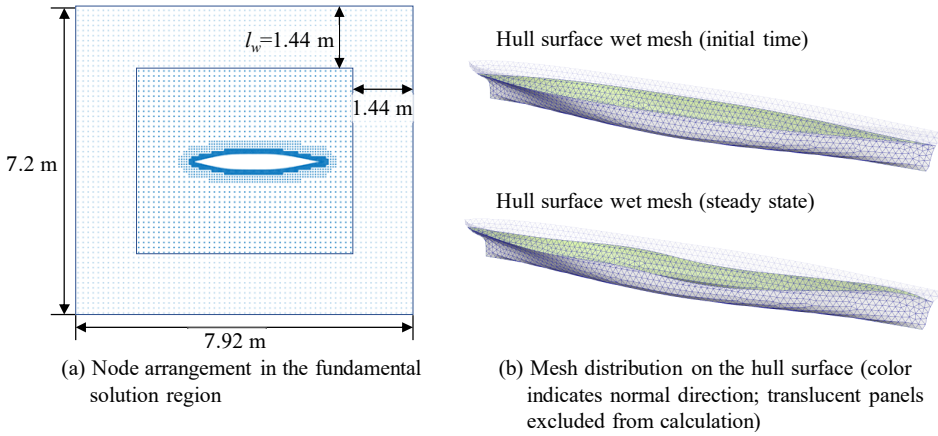 l_w=1.44 m
1.44 m
7.2 m
7.92 m
(a) Node arrangement in the fundamental
solution region
Hull surface wet mesh (initial time)
Hull surface wet mesh (steady state)
(b) Mesh distribution on the hull surface (color
indicates normal direction; translucent panels
excluded from calculation)